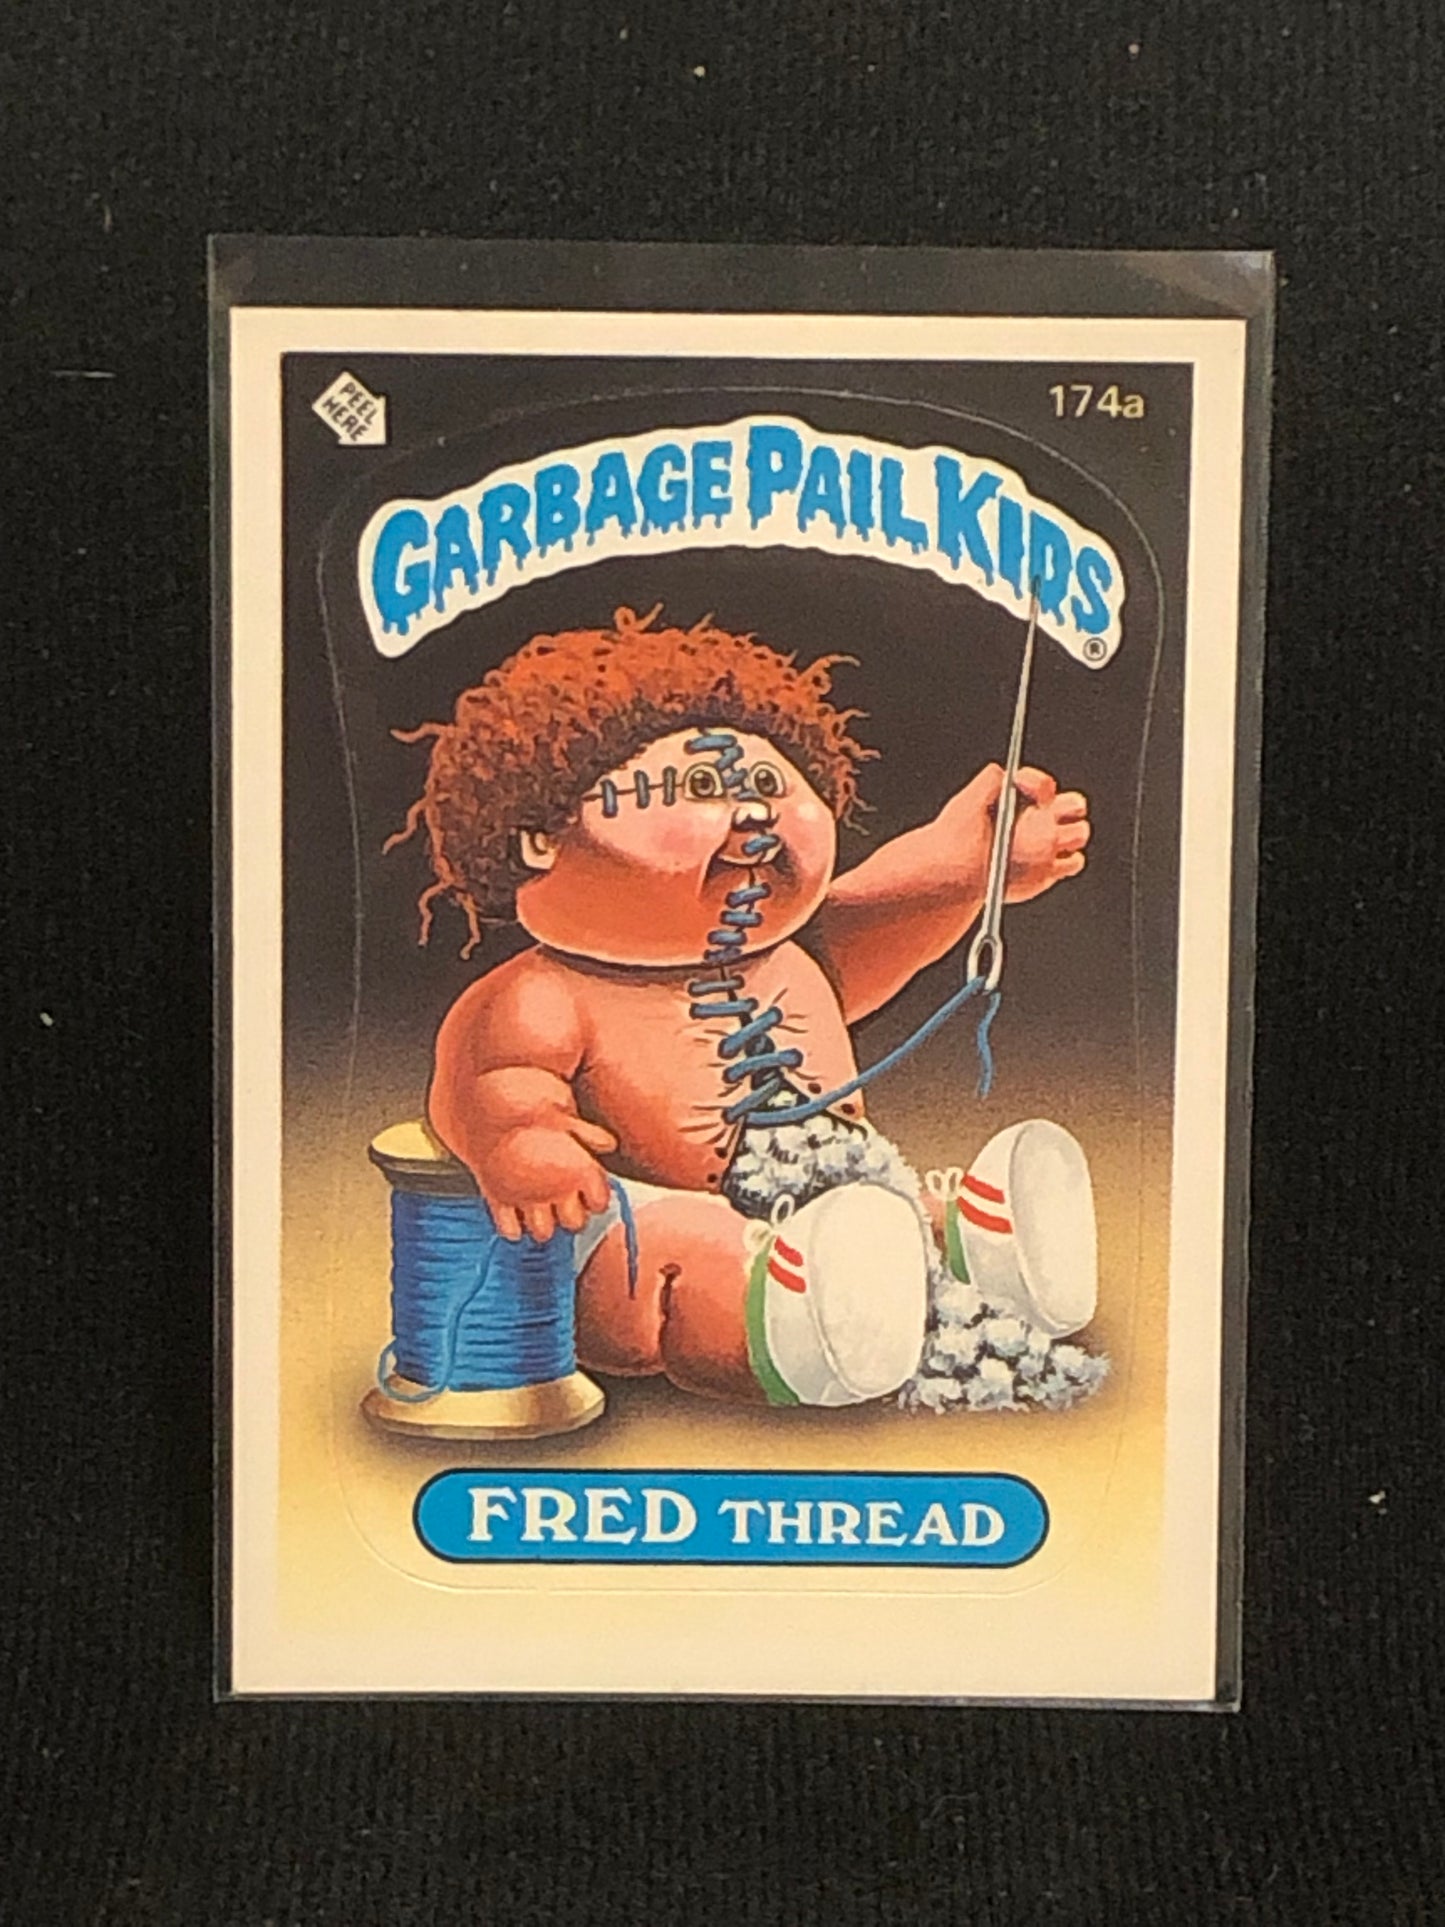 PEEL
HERE
174a
GARBAGE PAIL KIDS
®
FRED THREAD